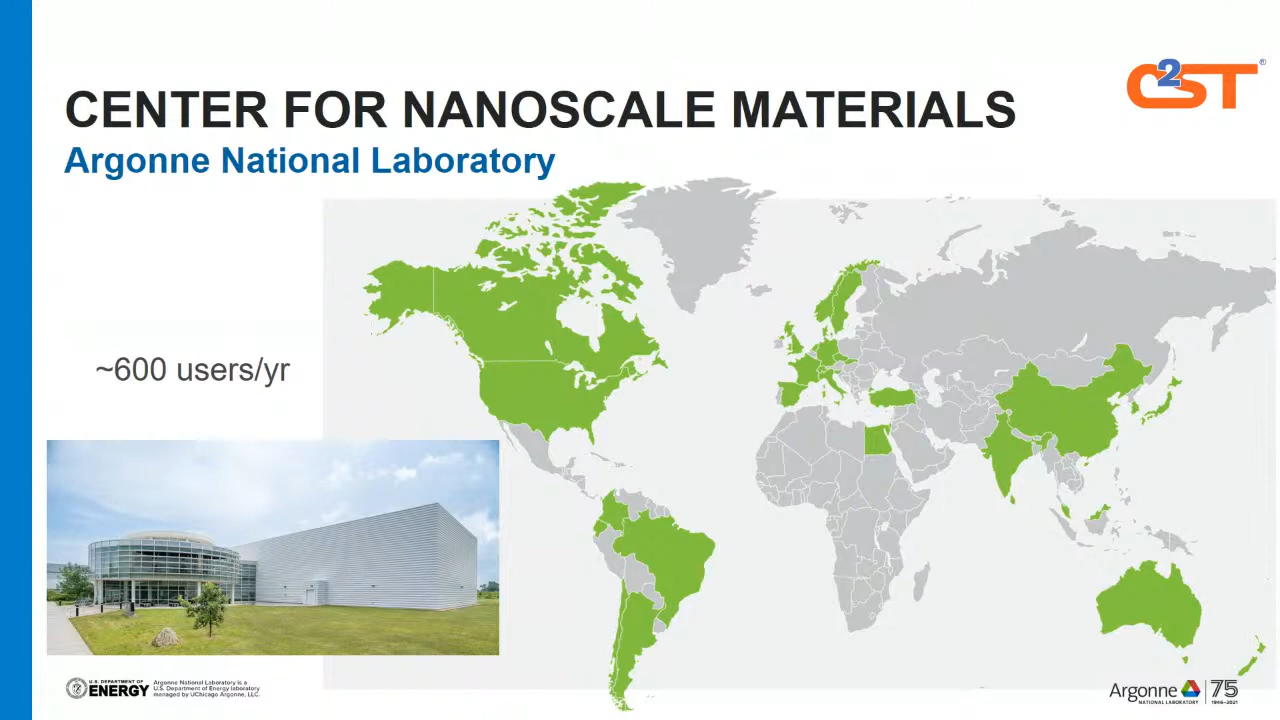 C2ST®
CENTER FOR NANOSCALE MATERIALS
Argonne National Laboratory
~600 users/yr
U.S. DEPARTMENT OF
ENERGY
Argonne National Laboratory is a
U.S. Department of Energy laboratory
managed by UChicago Argonne, LLC.
Argonne
NATIONAL LABORATORY
75
1946–2021